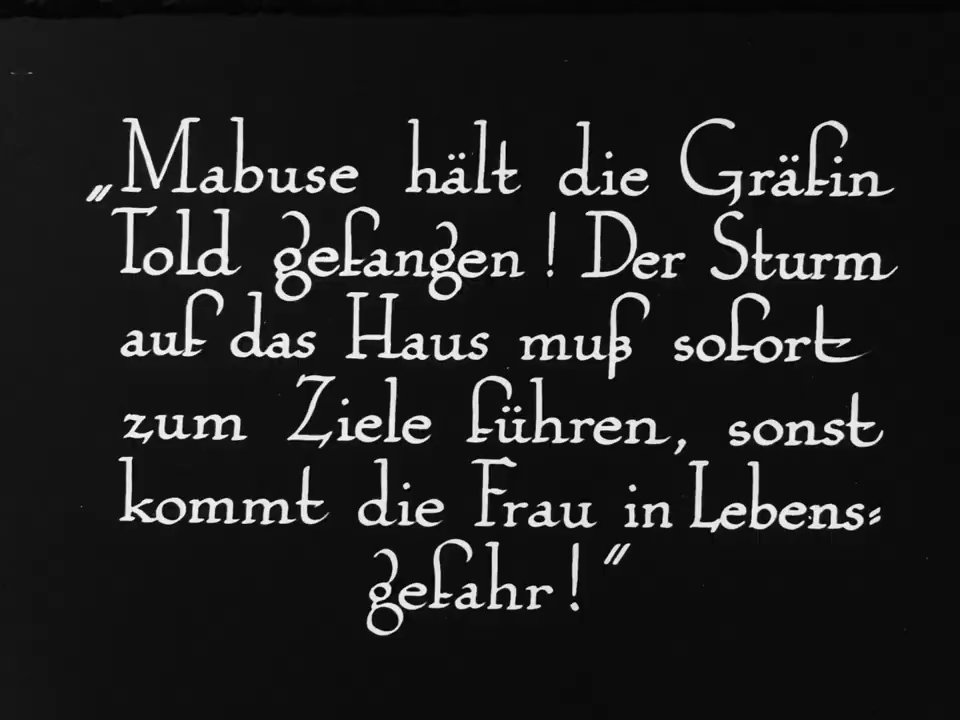 „Mabuse hält die Gräfin
Told gefangen! Der Sturm
auf das Haus muß sofort
zum Ziele führen, sonst
kommt die Frau in Lebens=
gefahr!“